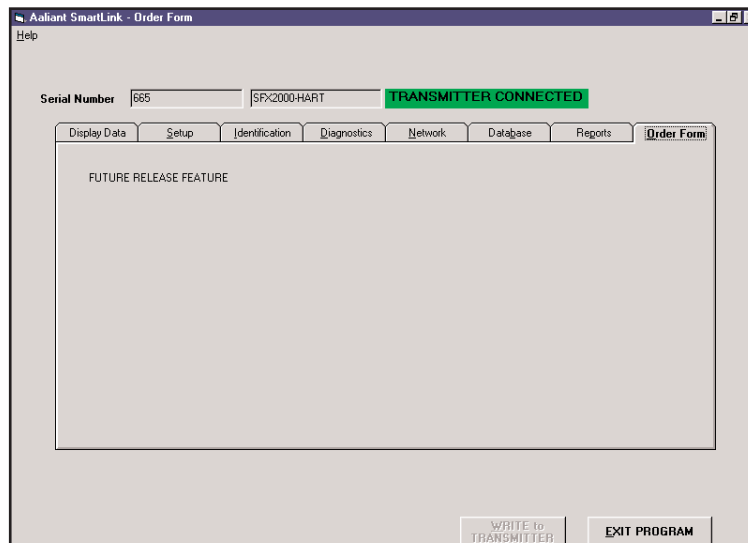 Aaliant SmartLink - Order Form
Help
Serial Number 665 SFX2000-HART TRANSMITTER CONNECTED
Display Data Setup Identification Diagnostics Network Database Reports Order Form
FUTURE RELEASE FEATURE
WRITE to
TRANSMITTER
EXIT PROGRAM